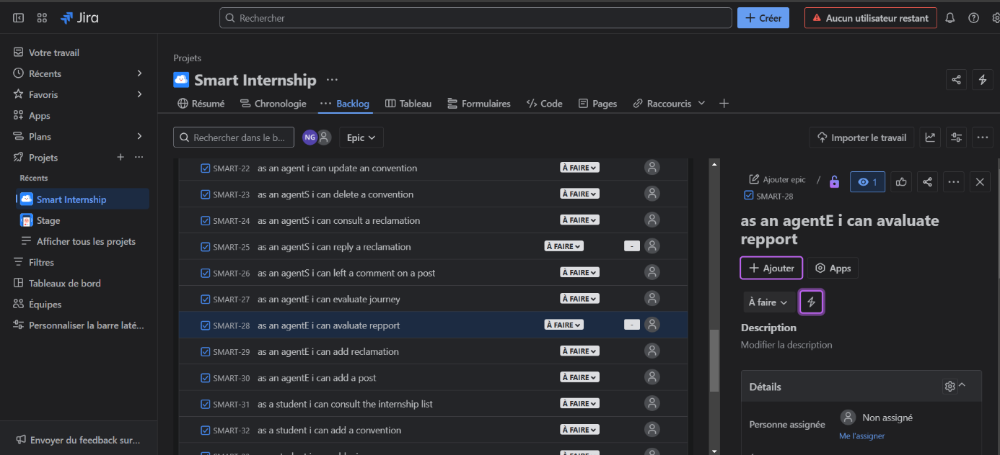 Jira
Rechercher
Créer
Aucun utilisateur restant
Votre travail
Récents
Favoris
Apps
Plans
Projets
Récents
Smart Internship
Stage
Afficher tous les projets
Filtres
Tableaux de bord
Équipes
Personnaliser la barre laté...
Envoyer du feedback sur...
Projets
Smart Internship
Résumé
Chronologie
Backlog
Tableau
Formulaires
Code
Pages
Raccourcis
Rechercher dans le b...
NG
Epic
Importer le travail
SMART-22 as an agent i can update an convention À FAIRE
SMART-23 as an agentS i can delete a convention À FAIRE
SMART-24 as an agentS i can consult a reclamation À FAIRE
SMART-25 as an agentS i can reply a reclamation À FAIRE -
SMART-26 as an agentS i can left a comment on a post À FAIRE
SMART-27 as an agentE i can evaluate journey À FAIRE
SMART-28 as an agentE i can avaluate repport À FAIRE -
SMART-29 as an agentE i can add reclamation À FAIRE
SMART-30 as an agentE i can add a post À FAIRE
SMART-31 as a student i can consult the internship list À FAIRE
SMART-32 as a student i can add a convention À FAIRE
Ajouter epic / 1
SMART-28
as an agentE i can avaluate
repport
Ajouter
Apps
À faire
Description
Modifier la description
Détails
Personne assignée
Non assigné
Me l'assigner